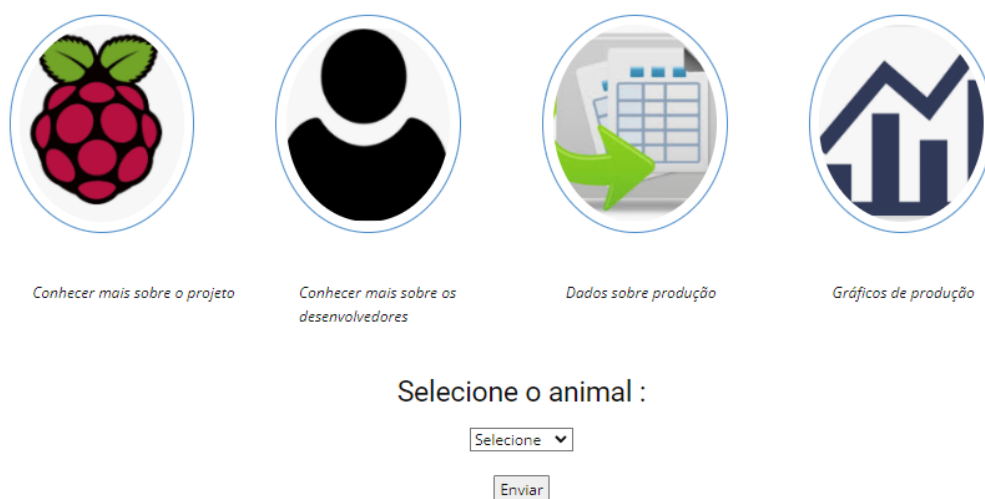 Conhecer mais sobre o projeto
Conhecer mais sobre os
desenvolvedores
Dados sobre produção
Gráficos de produção
Selecione o animal :
Selecione
Enviar